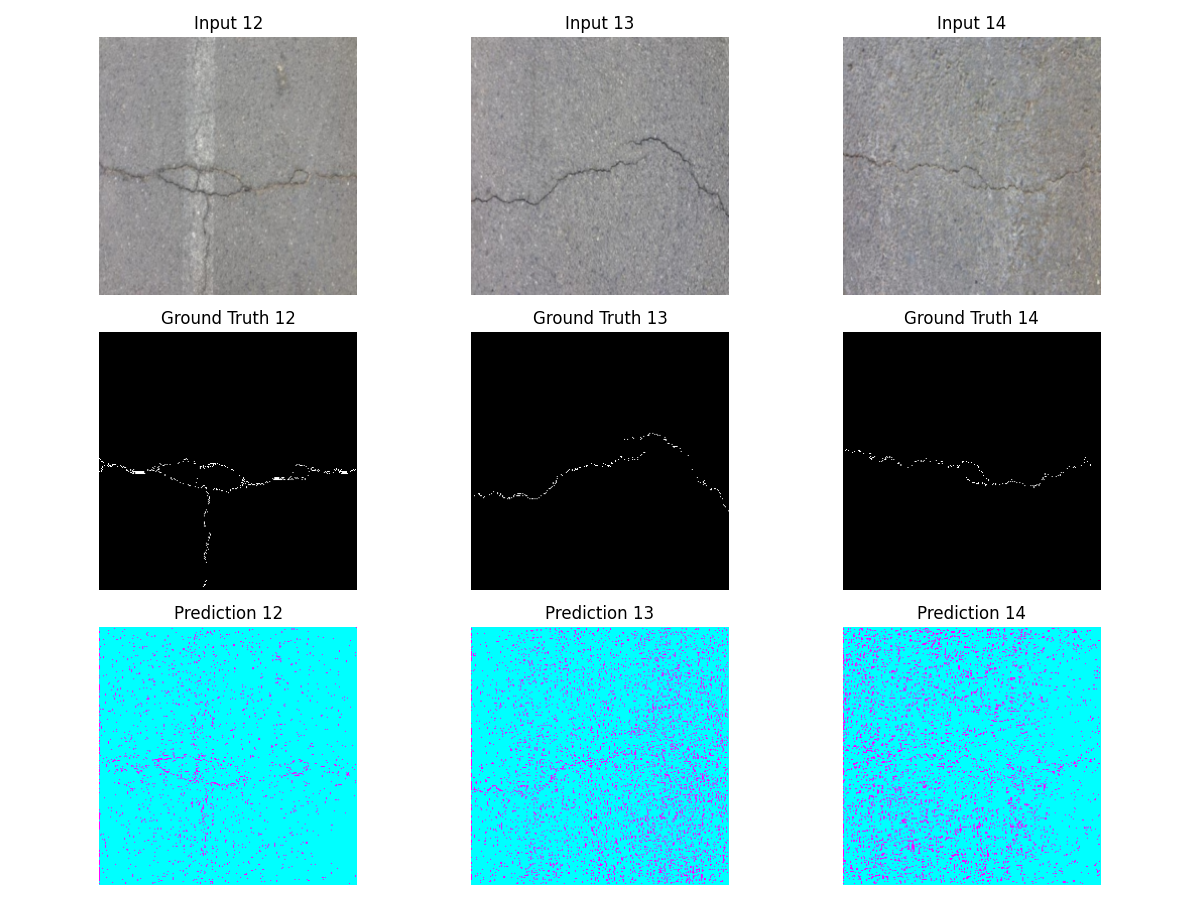 Input 12
Input 13
Input 14
Ground Truth 12
Ground Truth 13
Ground Truth 14
Prediction 12
Prediction 13
Prediction 14